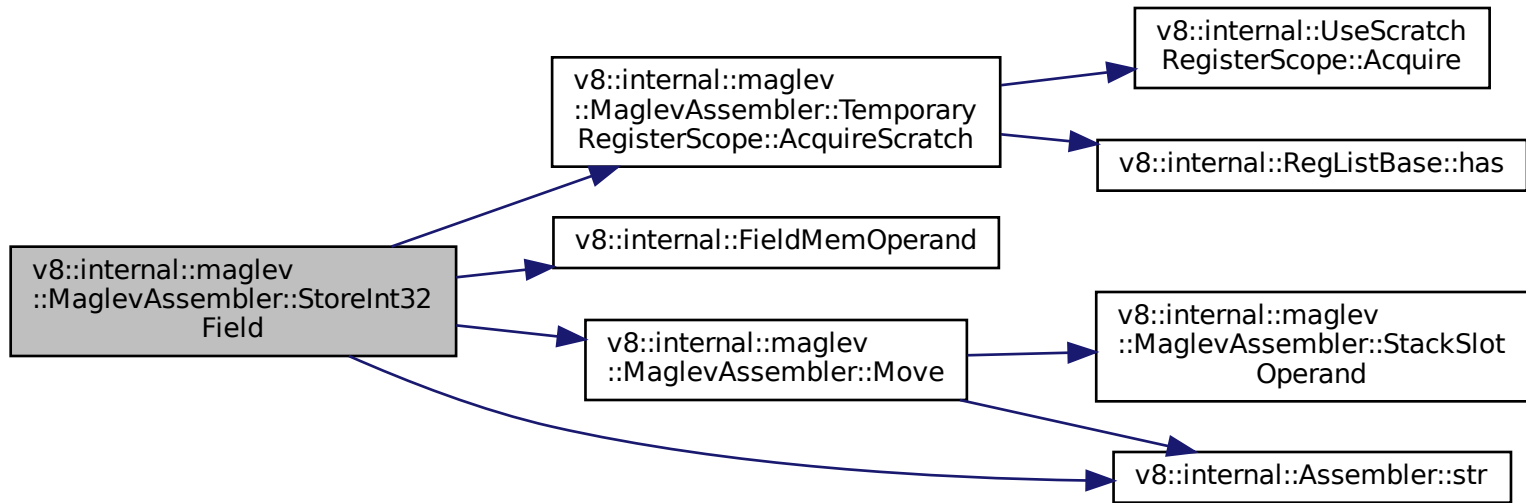 v8::internal::maglev
::MaglevAssembler::StoreInt32
Field
v8::internal::maglev
::MaglevAssembler::Temporary
RegisterScope::AcquireScratch
v8::internal::UseScratch
RegisterScope::Acquire
v8::internal::RegListBase::has
v8::internal::FieldMemOperand
v8::internal::maglev
::MaglevAssembler::Move
v8::internal::maglev
::MaglevAssembler::StackSlot
Operand
v8::internal::Assembler::str